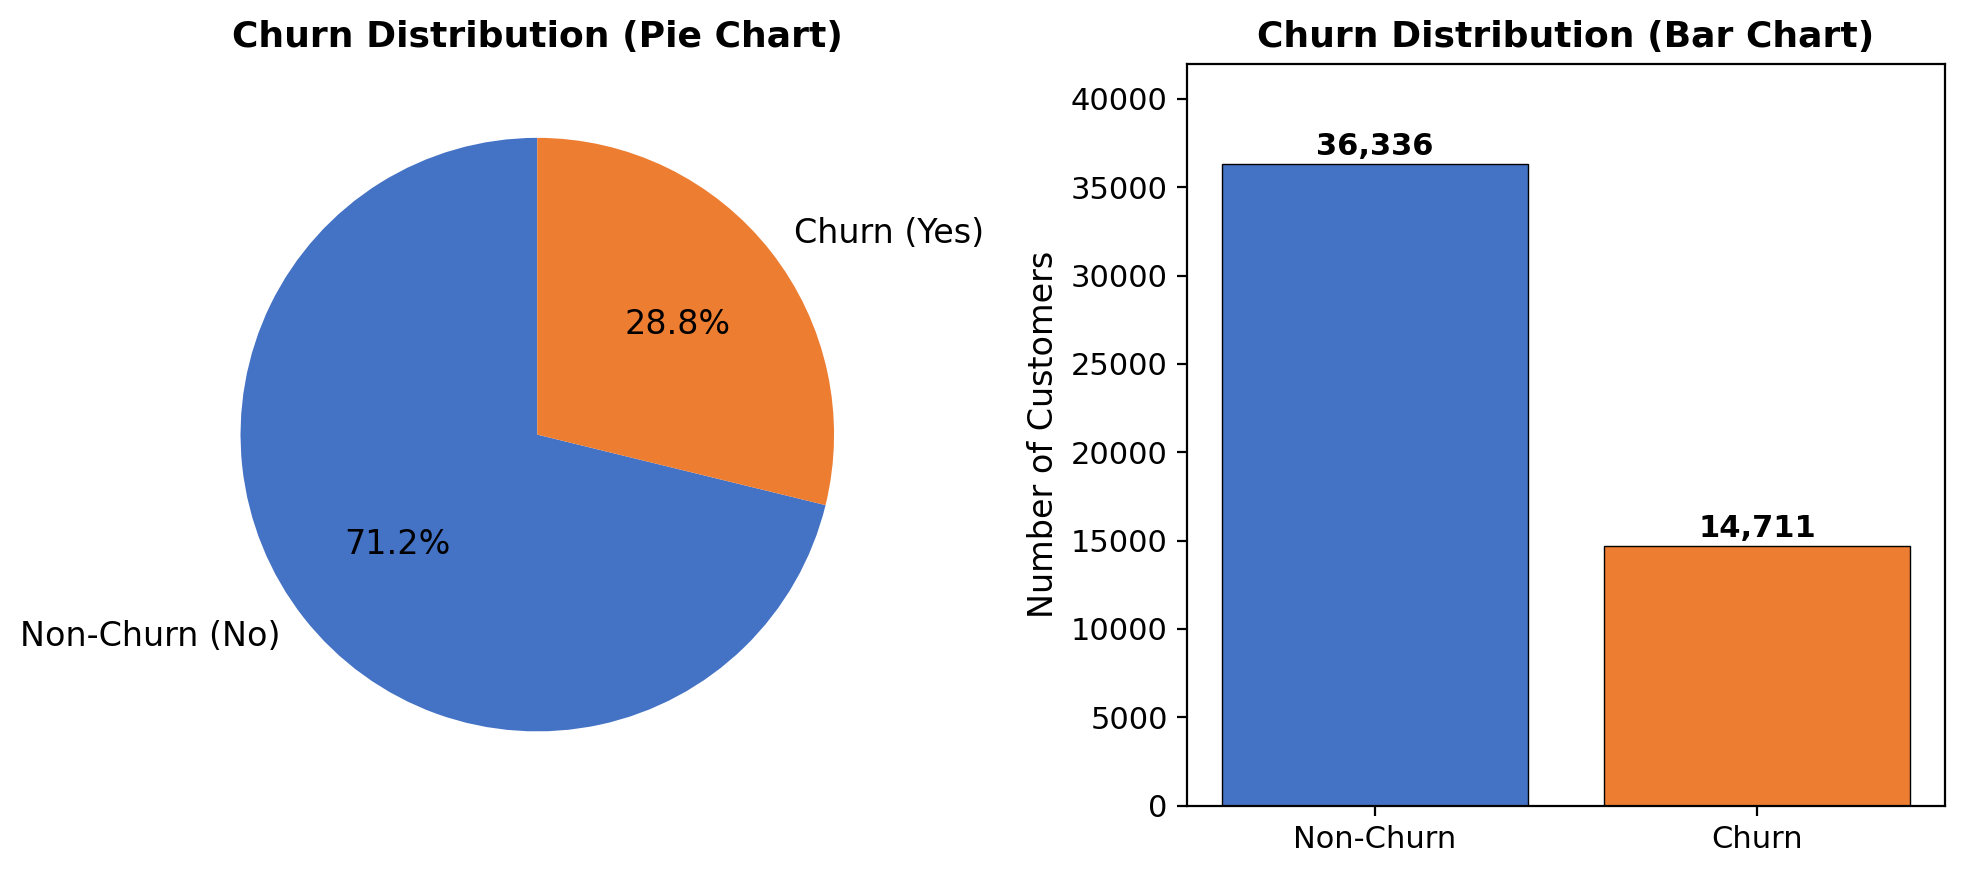 Churn Distribution (Pie Chart)
Churn (Yes)
28.8%
71.2%
Non-Churn (No)
Churn Distribution (Bar Chart)
Number of Customers
40000
35000
30000
25000
20000
15000
10000
5000
0
36,336
14,711
Non-Churn
Churn